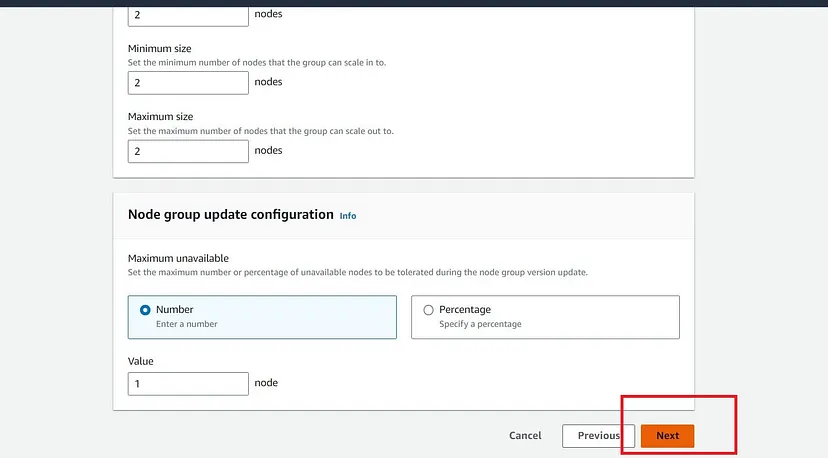 2 nodes
Minimum size
Set the minimum number of nodes that the group can scale in to.
2 nodes
Maximum size
Set the maximum number of nodes that the group can scale out to.
2 nodes
Node group update configuration Info
Maximum unavailable
Set the maximum number or percentage of unavailable nodes to be tolerated during the node group version update.
Number
Enter a number
Percentage
Specify a percentage
Value
1 node
Cancel Previous Next